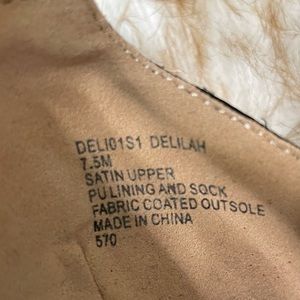 DELI01S1 DELILAH
7.5M
SATIN UPPER
PU LINING AND SOCK
FABRIC COATED OUTSOLE
MADE IN CHINA
570